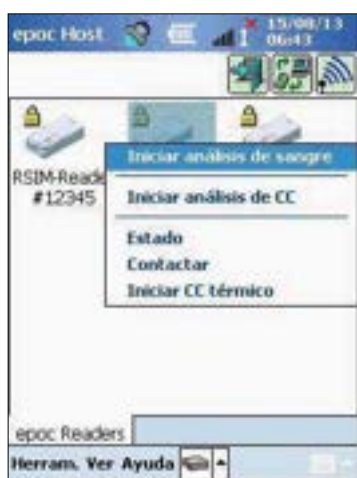 epoc Host 15/08/13
06:43
Iniciar análisis de sangre
RSIM-Reade
#12345
Iniciar análisis de CC
Estado
Contactar
Iniciar CC térmico
epoc Readers
Herram. Ver Ayuda